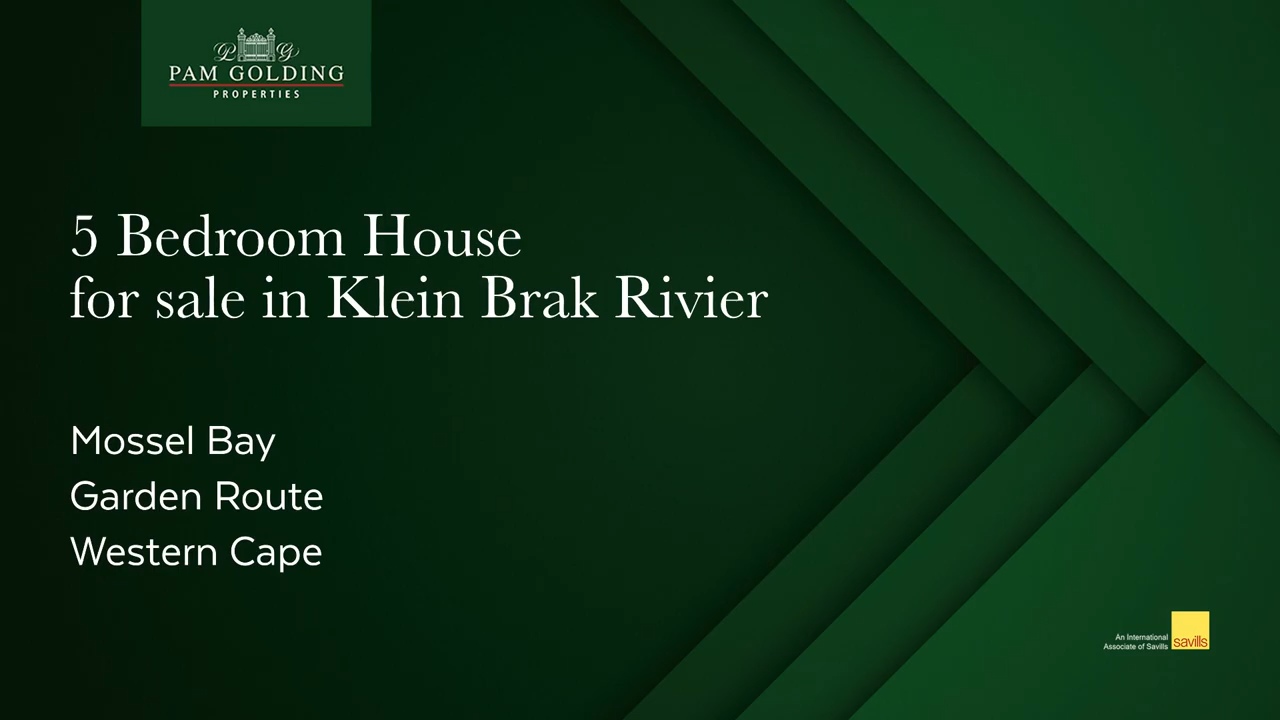 P G
PAM GOLDING
PROPERTIES
5 Bedroom House
for sale in Klein Brak Rivier
Mossel Bay
Garden Route
Western Cape
An International
Associate of Savills
savills